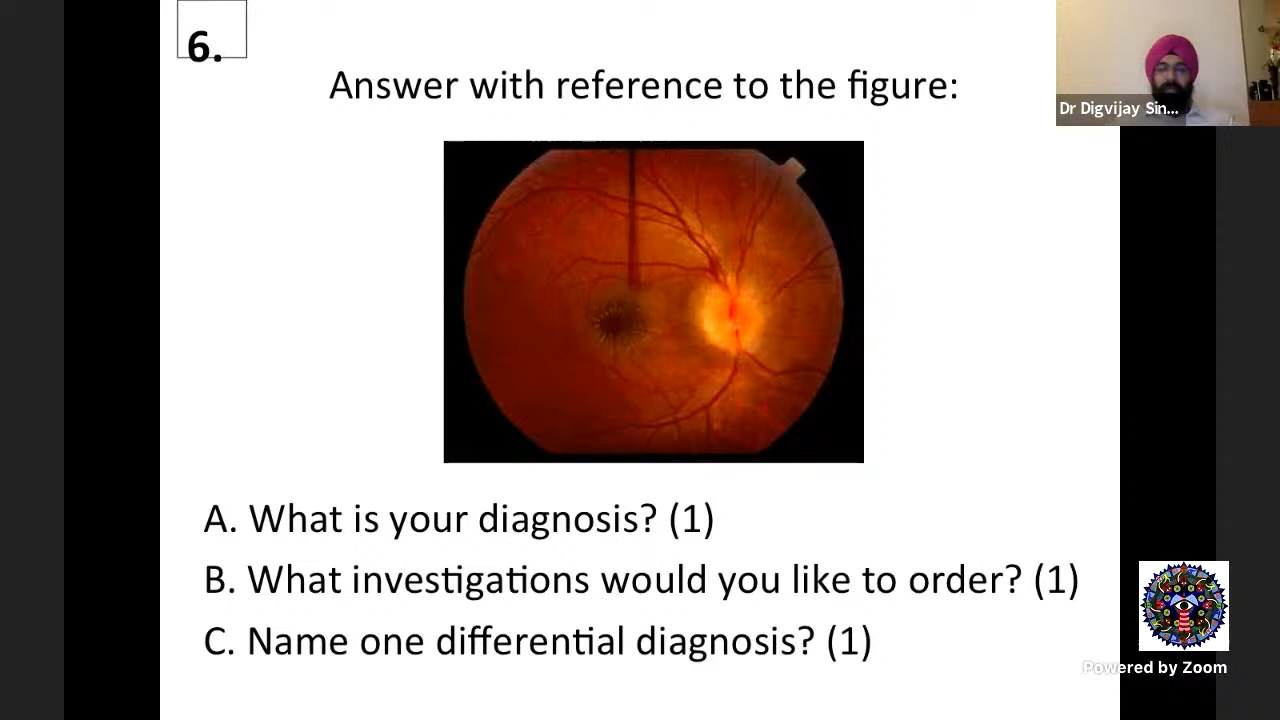 6.
Answer with reference to the figure:
Dr Digvijay Sin...
A. What is your diagnosis? (1)
B. What investigations would you like to order? (1)
C. Name one differential diagnosis? (1)
Powered by Zoom